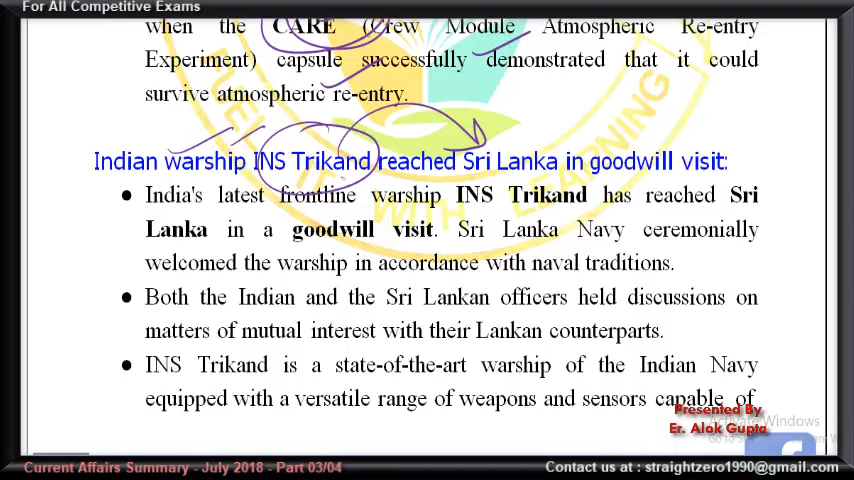 For All Competitive Exams
when the CARE (Crew Module Atmospheric Re-entry
Experiment) capsule successfully demonstrated that it could
survive atmospheric re-entry.
Indian warship INS Trikand reached Sri Lanka in goodwill visit:
● India's latest frontline warship INS Trikand has reached Sri
Lanka in a goodwill visit. Sri Lanka Navy ceremonially
welcomed the warship in accordance with naval traditions.
● Both the Indian and the Sri Lankan officers held discussions on
matters of mutual interest with their Lankan counterparts.
● INS Trikand is a state-of-the-art warship of the Indian Navy
equipped with a versatile range of weapons and sensors capable of
Presented By
Er. Alok Gupta
Activate Windows
WITH LEARNING
Current Affairs Summary - July 2018 - Part 03/04
Contact us at : straightzero1990@gmail.com